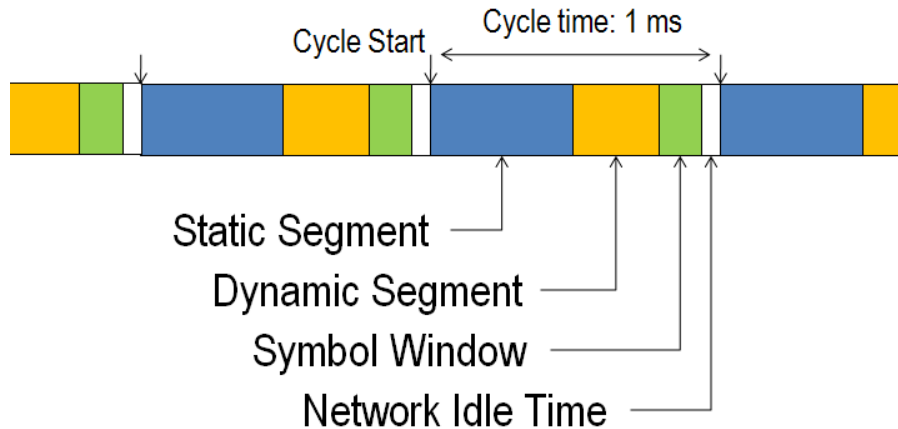 Cycle Start
Cycle time: 1 ms
Static Segment
Dynamic Segment
Symbol Window
Network Idle Time